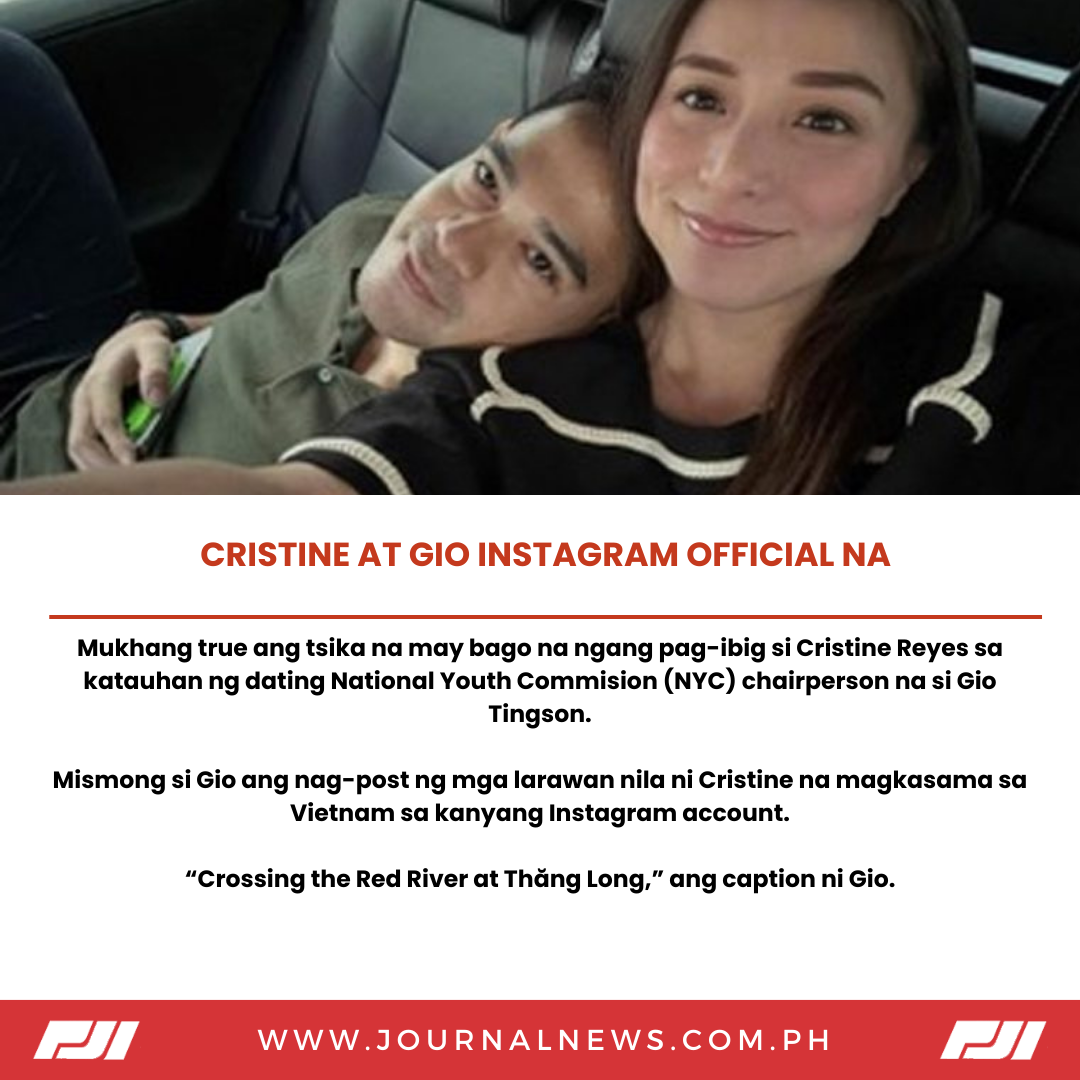 CRISTINE AT GIO INSTAGRAM OFFICIAL NA
Mukhang true ang tsika na may bago na ngang pag-ibig si Cristine Reyes sa
katauhan ng dating National Youth Commision (NYC) chairperson na si Gio
Tingson.
Mismong si Gio ang nag-post ng mga larawan nila ni Cristine na magkasama sa
Vietnam sa kanyang Instagram account.
“Crossing the Red River at Thăng Long,” ang caption ni Gio.
PJI WWW.JOURNALNEWS.COM.PH PJI